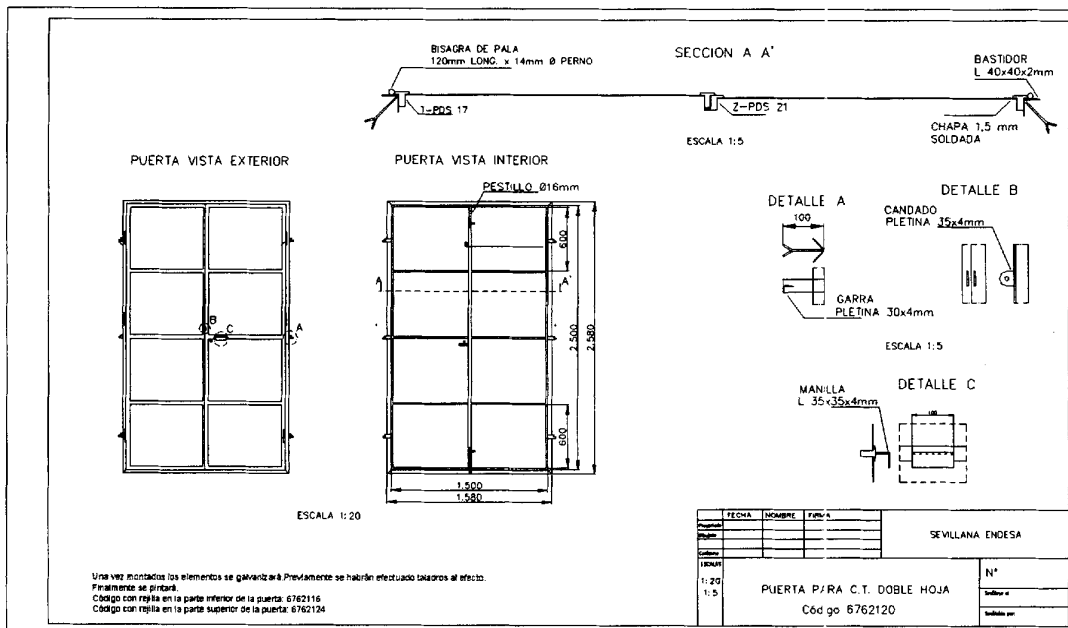 BISAGRA DE PALA
120mm LONG. x 14mm Ø PERNO
SECCION A A'
BASTIDOR
L 40x40x2mm
1-PDS 17
2-PDS 21
CHAPA 1,5 mm
SOLDADA
ESCALA 1:5
PUERTA VISTA EXTERIOR
PUERTA VISTA INTERIOR
PESTILLO Ø16mm
600
A
A'
2.500
2.580
B
C
A
600
1.500
1.580
ESCALA 1:20
DETALLE A
100
GARRA
PLETINA 30x4mm
DETALLE B
CANDADO
PLETINA 35x4mm
ESCALA 1:5
DETALLE C
MANILLA
L 35x35x4mm
100
FECHA NOMBRE FIRMA
SEVILLANA ENDESA
1:20
1:5
PUERTA PARA C.T. DOBLE HOJA
Código 6762120
N°
Una vez montados los elementos se galvanizará.Previamente se habrán efectuado taladros al efecto.
Finalmente se pintará.
Código con rejilla en la parte inferior de la puerta: 6762116
Código con rejilla en la parte superior de la puerta: 6762124